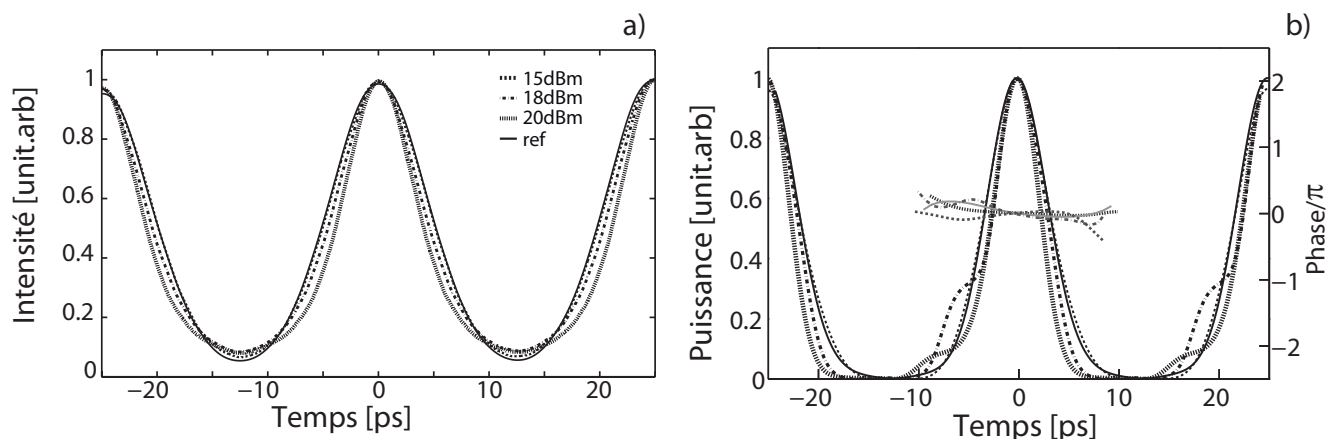 a)
Intensité [unit.arb]
1
0.8
0.6
0.4
0.2
0
15dBm
18dBm
20dBm
ref
−20 −10 0 10 20
Temps [ps]
b)
Puissance [unit.arb]
1
0.8
0.6
0.4
0.2
0
2
1
0
−1
−2
Phase/π
−20 −10 0 10 20
Temps [ps]